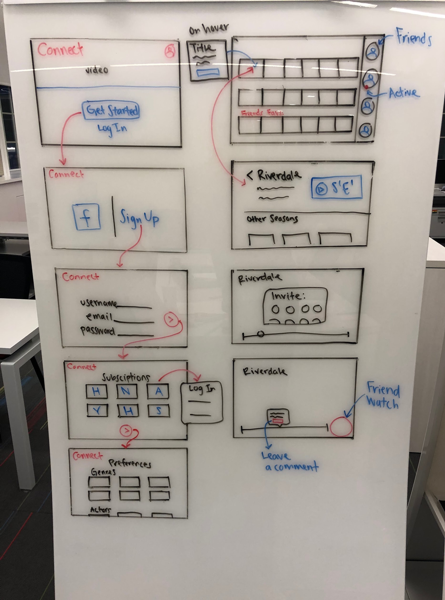 Connect
video
Get Started
Log In
Connect
f
Sign Up
Connect
username
email
password
>
Connect
Subsciptions
H N A
Y H S
Log In
>
Connect
Preferences
Genres
Actors
on hover
Title
Friends
Active
< Riverdale
Other Seasons
Riverdale
Invite:
Riverdale
Friend
Watch
Leave
a comment